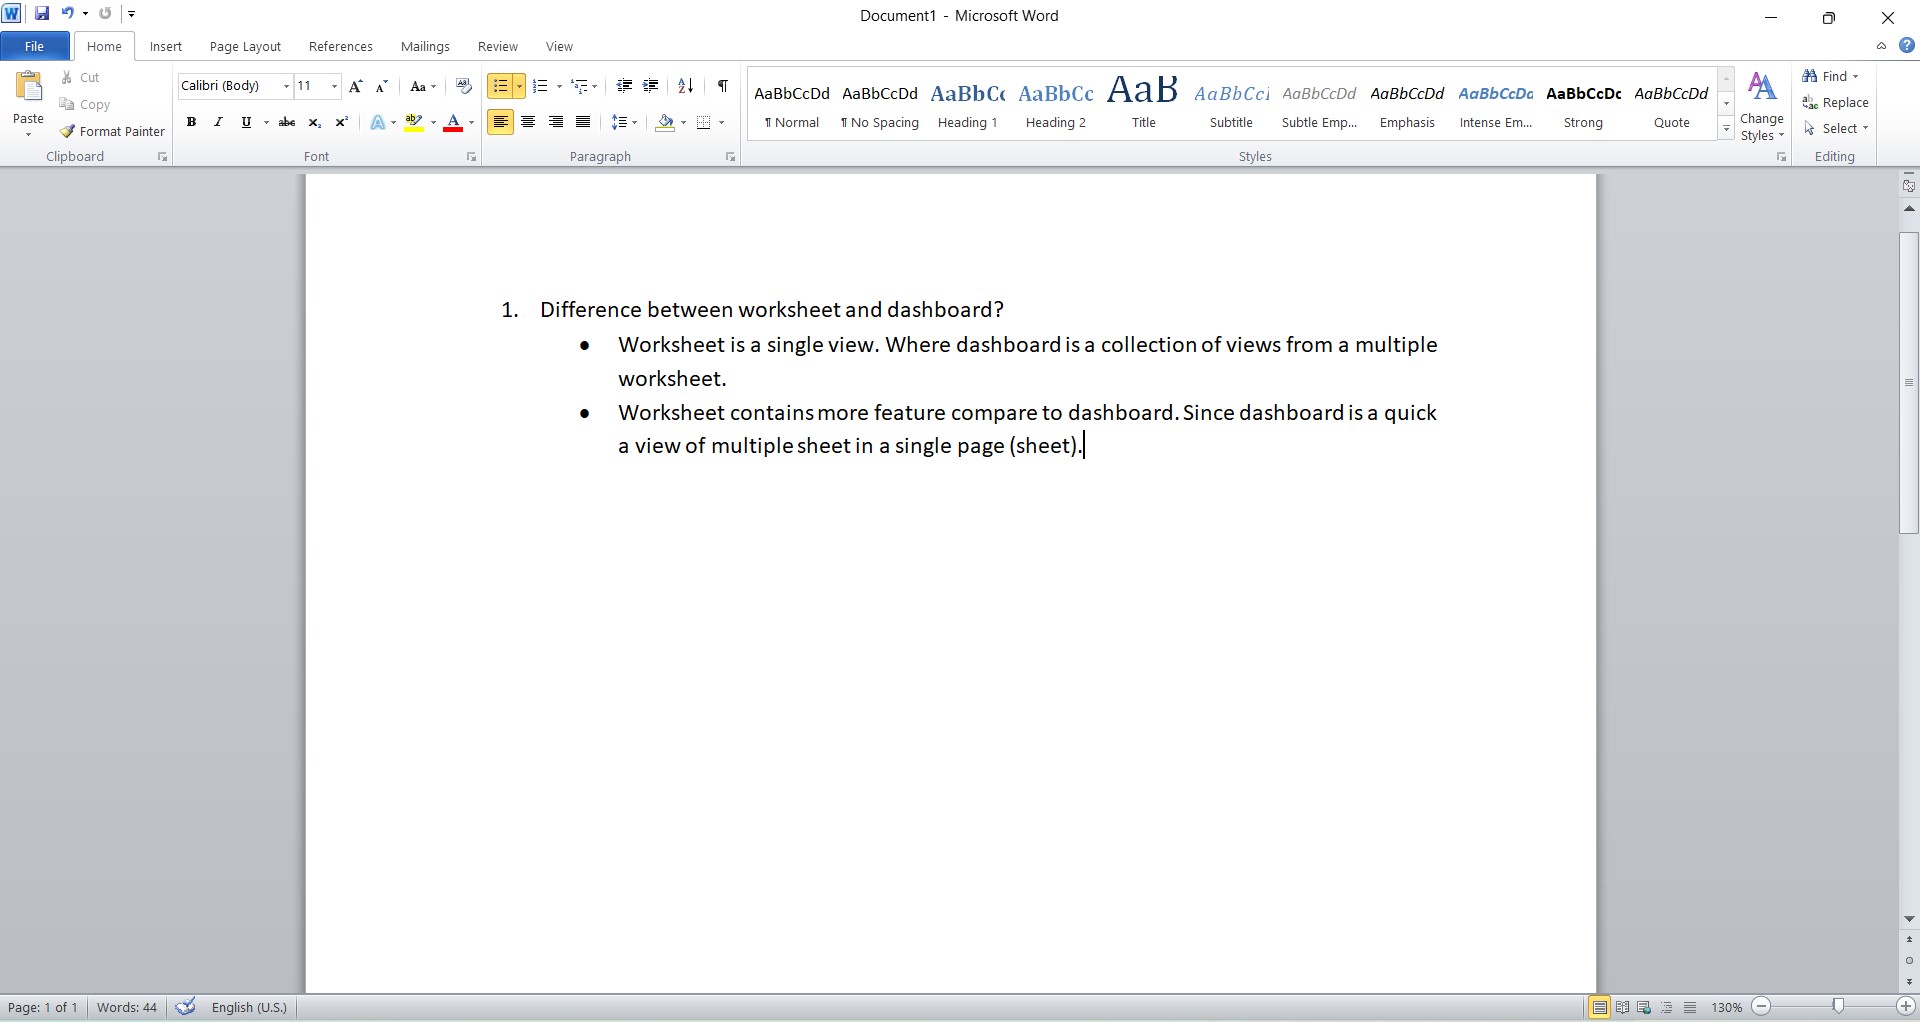 Document1 - Microsoft Word
File Home Insert Page Layout References Mailings Review View
Paste
Cut
Copy
Format Painter
Clipboard
Calibri (Body) 11
Font
Paragraph
AaBbCcDd AaBbCcDd AaBbCc AaBbCc AaB AaBbCcI AaBbCcDd AaBbCcDd AaBbCcDd AaBbCcDc AaBbCcDd
¶ Normal ¶ No Spacing Heading 1 Heading 2 Title Subtitle Subtle Emp... Emphasis Intense Em... Strong Quote
Styles
Change
Styles
Find
Replace
Select
Editing
1. Difference between worksheet and dashboard?
• Worksheet is a single view. Where dashboard is a collection of views from a multiple
worksheet.
• Worksheet contains more feature compare to dashboard. Since dashboard is a quick
a view of multiple sheet in a single page (sheet).
Page: 1 of 1 Words: 44 English (U.S.) 130%